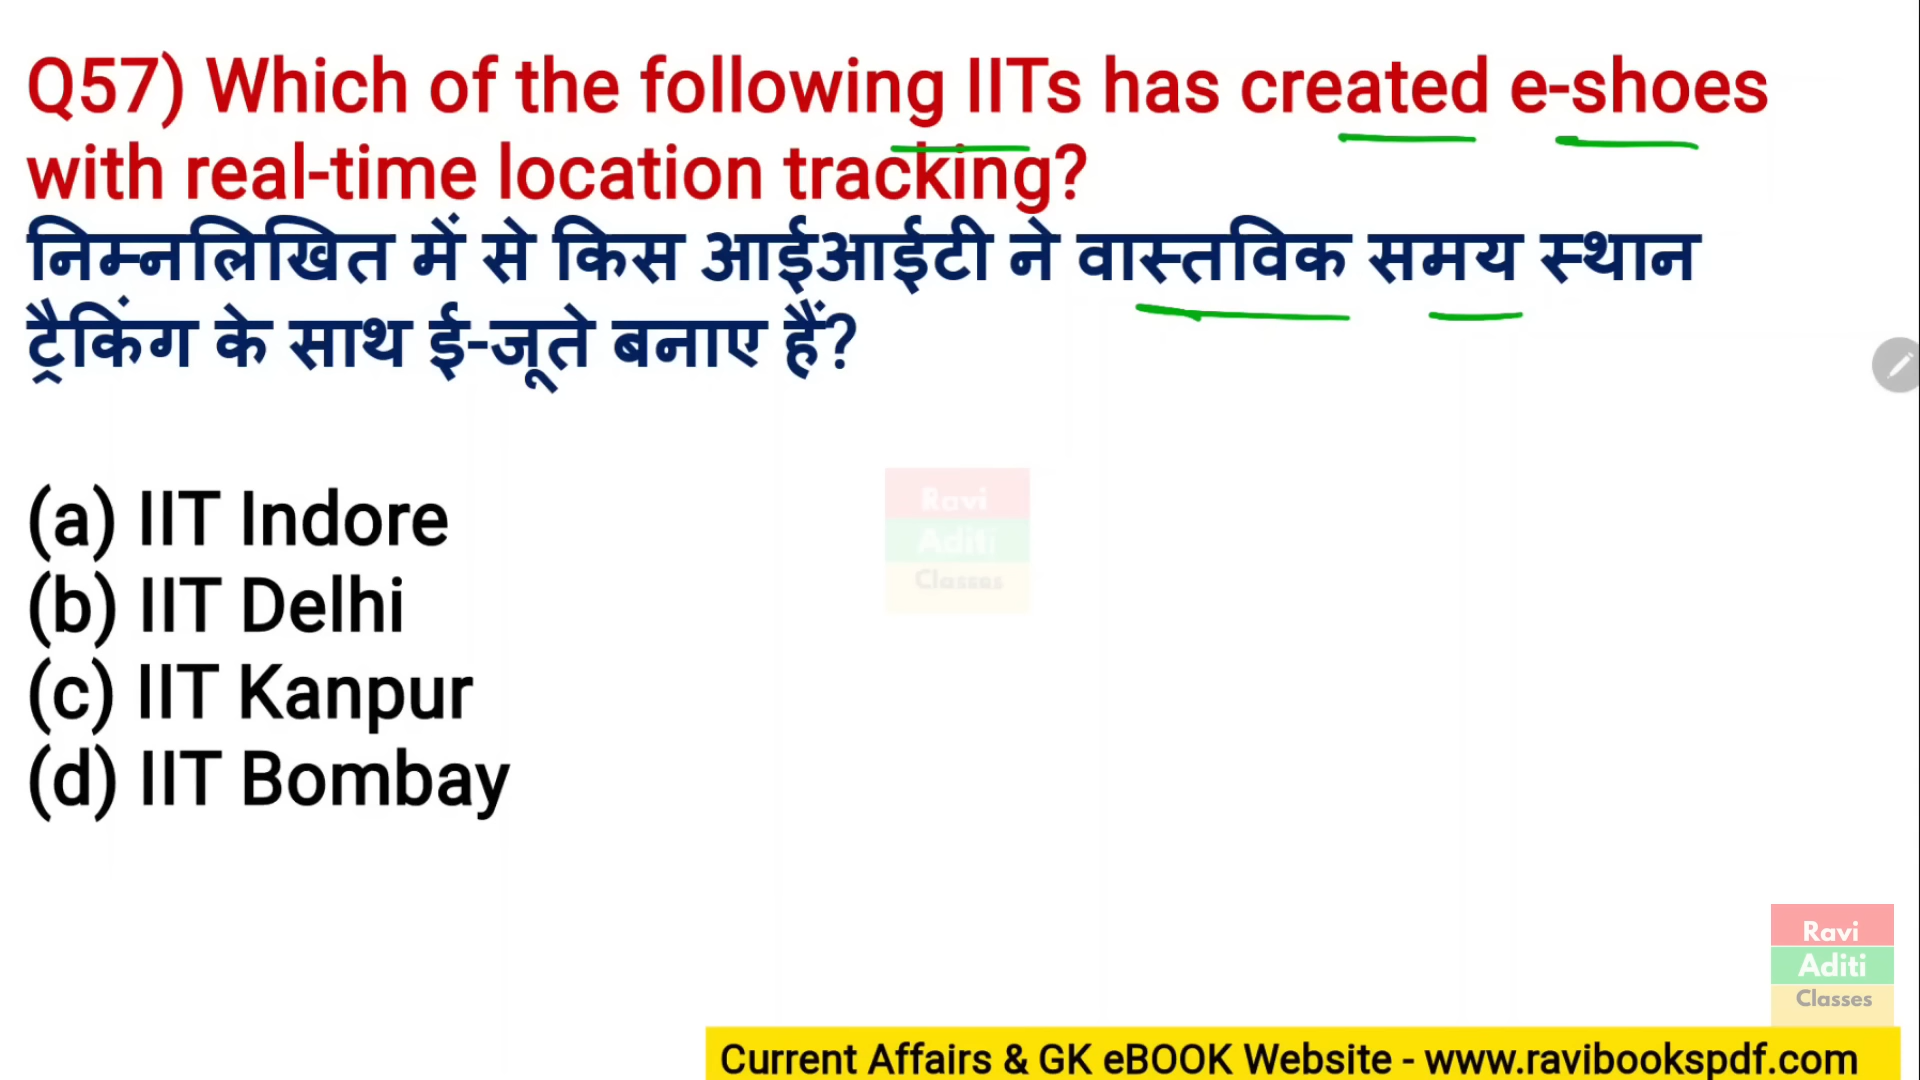 Q57) Which of the following IITs has created e-shoes
with real-time location tracking?
निम्नलिखित में से किस आईआईटी ने वास्तविक समय स्थान
ट्रैकिंग के साथ ई-जूते बनाए हैं?
(a) IIT Indore
(b) IIT Delhi
(c) IIT Kanpur
(d) IIT Bombay
Ravi
Aditi
Classes
Ravi
Aditi
Classes
Current Affairs & GK eBOOK Website - www.ravibookspdf.com